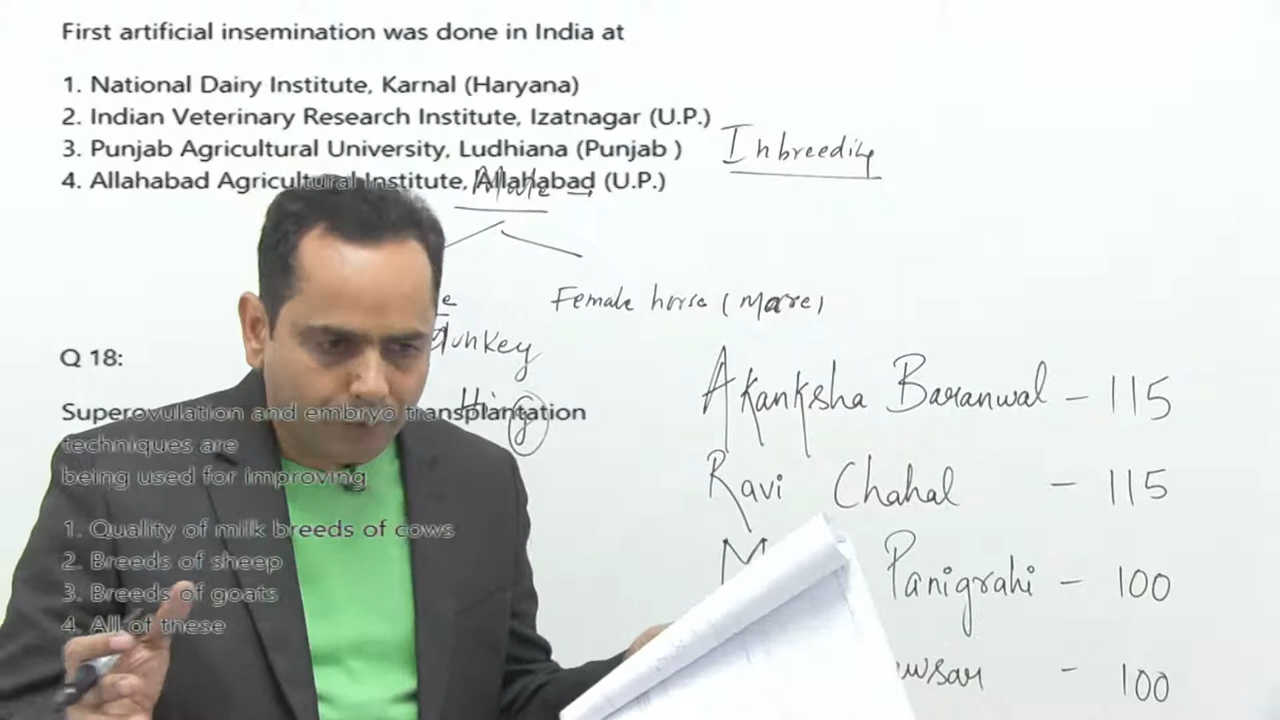 First artificial insemination was done in India at
1. National Dairy Institute, Karnal (Haryana)
2. Indian Veterinary Research Institute, Izatnagar (U.P.)
3. Punjab Agricultural University, Ludhiana (Punjab )
4. Allahabad Agricultural Institute, Allahabad (U.P.)
Inbreeding
Female horse (Mare)
Q 18:
Superovulation and embryo transplantation
techniques are
being used for improving
1. Quality of milk breeds of cows
2. Breeds of sheep
3. Breeds of goats
4. All of these
Akanksha Baranwal - 115
Ravi Chahal - 115
Panigrahi - 100
- 100